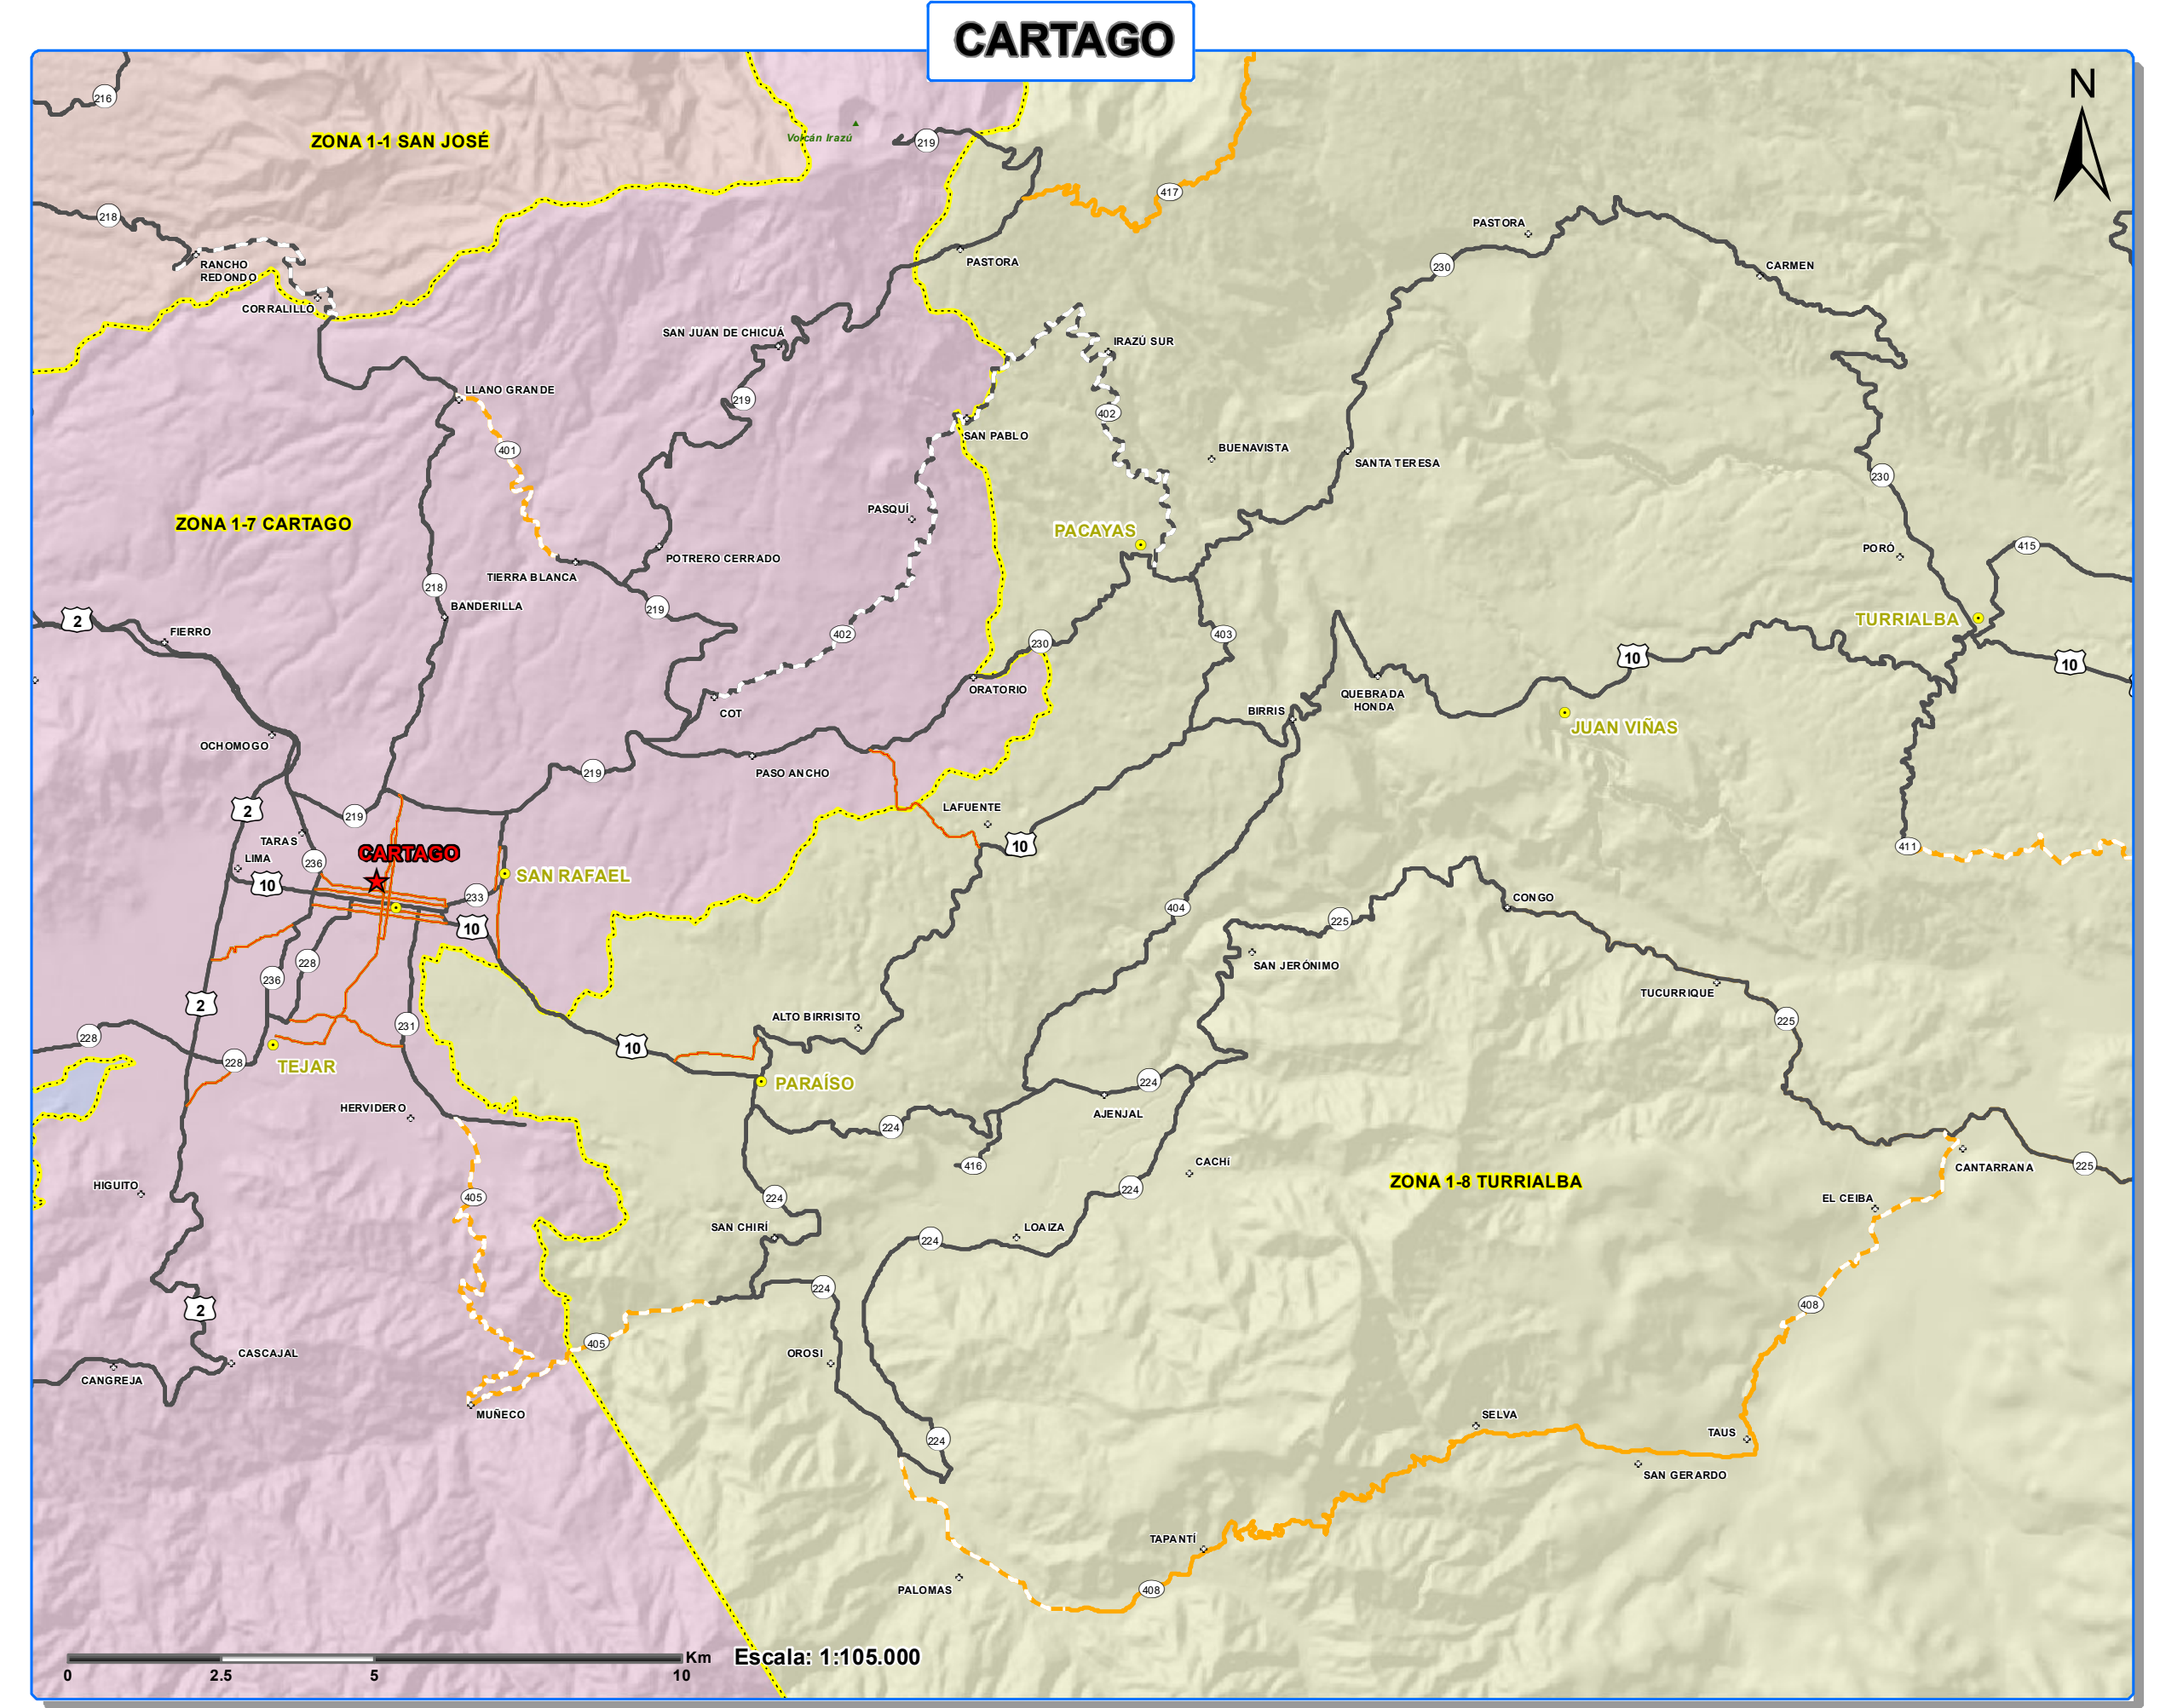 CARTAGO
N
216
ZONA 1-1 SAN JOSÉ
Volcán Irazú
219
417
218
PASTORA
230
RANCHO
REDONDO
PASTORA
CARMEN
CORRALILLO
SAN JUAN DE CHICUÁ
IRAZÚ SUR
LLANO GRANDE
219
402
SAN PABLO
401
BUENAVISTA
SANTA TERESA
230
ZONA 1-7 CARTAGO
PASQUÍ
PACAYAS
POTRERO CERRADO
PORÓ
415
TIERRA BLANCA
218
BANDERILLA
219
2
FIERRO
402
230
403
TURRIALBA
10
10
ORATORIO
QUEBRADA
HONDA
COT
BIRRIS
JUAN VIÑAS
OCHOMOGO
219
PASO ANCHO
2
219
LAFUENTE
TARAS
10
411
LIMA
236
CARTAGO
10
SAN RAFAEL
233
CONGO
404
225
10
228
SAN JERÓNIMO
236
TUCURRIQUE
2
ALTO BIRRISITO
225
231
228
10
228
TEJAR
PARAÍSO
224
HERVIDERO
AJENJAL
224
416
CACHÍ
CANTARRANA
225
ZONA 1-8 TURRIALBA
HIGUITO
405
224
224
EL CEIBA
SAN CHIRÍ
LOAIZA
224
224
2
408
405
CASCAJAL
OROSI
CANGREJA
MUÑECO
SELVA
224
TAUS
SAN GERARDO
TAPANTÍ
PALOMAS
408
Km
Escala: 1:105.000
0
2.5
5
10